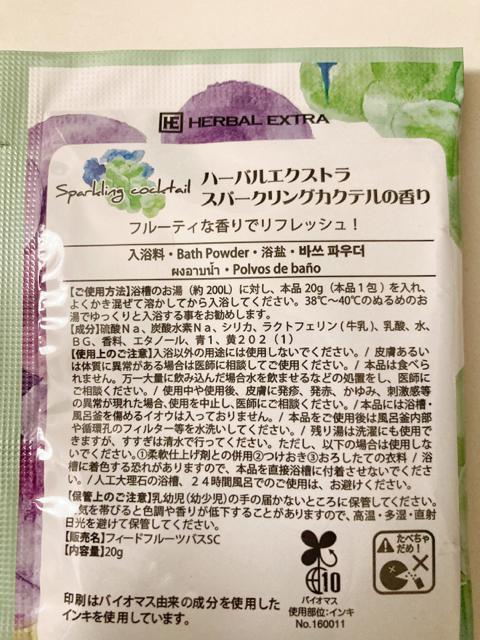 HE HERBAL EXTRA
Sparkling cocktail
ハーバルエクストラ
スパークリングカクテルの香り
フルーティな香りでリフレッシュ！
入浴料・Bath Powder・浴盐・바쓰 파우더
ผงอาบน้ำ・Polvos de baño
【ご使用方法】浴槽のお湯（約200L）に対し、本品20g（本品1包）を入れ、
よくかき混ぜて溶かしてから入浴してください。38℃～40℃のぬるめのお
湯でゆっくりと入浴する事をお勧めします。
【成分】硫酸Ｎａ、炭酸水素Ｎａ、シリカ、ラクトフェリン（牛乳）、乳酸、水、
ＢＧ、香料、エタノール、青1、黄202（1）
【使用上のご注意】入浴以外の用途には使用しないでください。/ 皮膚あるい
は体質に異常がある場合は医師に相談してご使用ください。/ 本品は食べら
れません。万一大量に飲み込んだ場合水を飲ませるなどの処置をし、医師に
ご相談ください。/ 使用中や使用後、皮膚に発疹、発赤、かゆみ、刺激感等
の異常が現れた場合、使用を中止し、医師にご相談ください。/ 本品には浴槽・
風呂釜を傷めるイオウは入っておりません。/ 本品をご使用後は風呂釜内部
や循環孔のフィルター等を水洗いしてください。/ 残り湯は洗濯にも使用で
きますが、すすぎは清水で行ってください。ただし、以下の場合は使用しな
いでください。①柔軟仕上げ剤との併用②つけおき③おろしたての衣料 / 浴
槽に着色する恐れがありますので、本品を直接浴槽に付着させないでくださ
い。/ 人工大理石の浴槽、２４時間風呂でのご使用は、お避けください。
【保管上のご注意】乳幼児（幼少児）の手の届かないところに保管してください。
気を帯びると色調や香りが低下することがありますので、高温・多湿・直射
日光を避けて保管してください。
【販売名】フィードフルーツバスSC
【内容量】20g
印刷はバイオマス由来の成分を使用した
インキを使用しています。
10
バイオマス
使用部位：インキ
No.160011
たべちゃ
だめ！